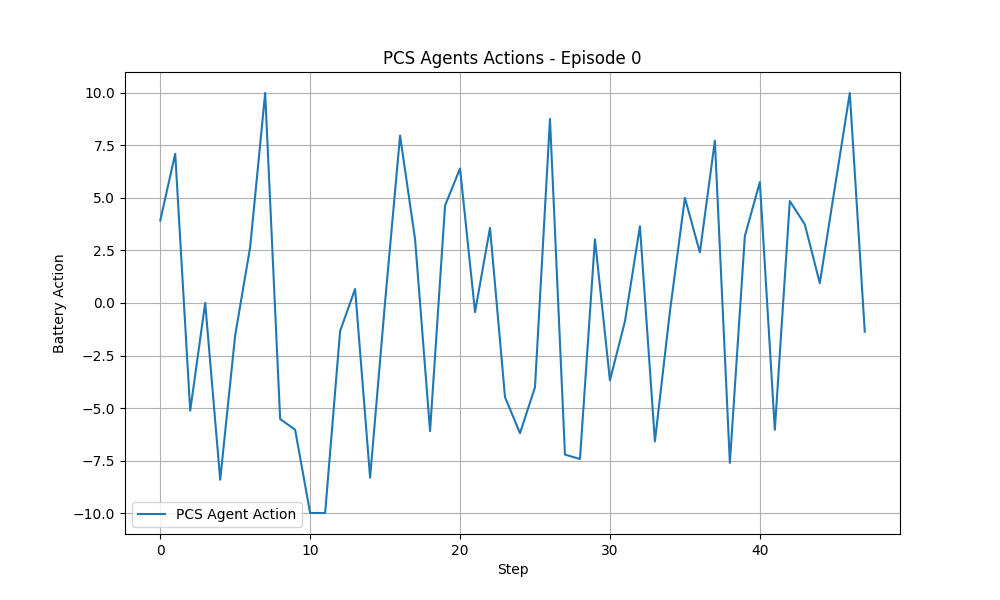 PCS Agents Actions - Episode 0
10.0
7.5
5.0
2.5
0.0
−2.5
−5.0
−7.5
−10.0
Battery Action
PCS Agent Action
0 10 20 30 40
Step